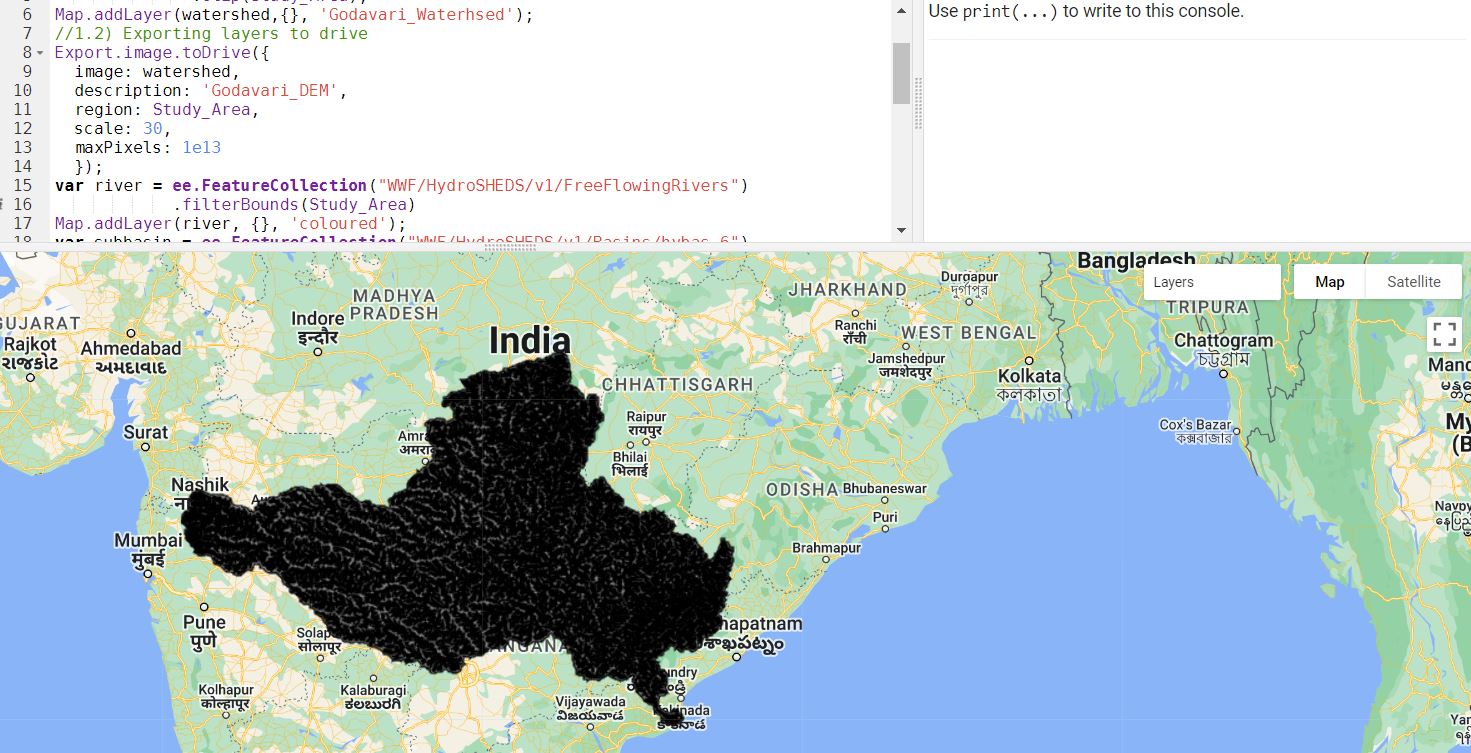 6 Map.addLayer(watershed,{}, 'Godavari_Waterhsed');
7 //1.2) Exporting layers to drive
8 Export.image.toDrive({
9 image: watershed,
10 description: 'Godavari_DEM',
11 region: Study_Area,
12 scale: 30,
13 maxPixels: 1e13
14 });
15 var river = ee.FeatureCollection("WWF/HydroSHEDS/v1/FreeFlowingRivers")
16 .filterBounds(Study_Area)
17 Map.addLayer(river, {}, 'coloured');
18 var subbasin = ee.FeatureCollection("WWF/HydroSHEDS/v1/Basins/hybas_6")
Use print(...) to write to this console.
Layers
Map
Satellite
Bangladesh
TRIPURA
Chattogram
চট্টগ্রাম
Durgapur
দুর্গাপুর
JHARKHAND
Ranchi
राँची
WEST BENGAL
Jamshedpur
जमशेदपुर
Kolkata
কলকাতা
MADHYA
PRADESH
Indore
इन्दौर
India
GUJARAT
Rajkot
રાજકોટ
Ahmedabad
અમદાવાદ
CHHATTISGARH
Raipur
रायपुर
Bhilai
भिलाई
Surat
Amra
अमरा
Cox's Bazar
কক্সবাজার
Mand
My
(B
Nashik
ना
ODISHA
Bhubaneswar
Puri
Brahmapur
Navpy
Mumbai
मुंबई
Pune
पुणे
Solap
सोलापूर
ANGANA
hapatnam
శాఖపట్నం
Kolhapur
कोल्हापूर
Kalaburagi
ಕಲಬುರಗಿ
Vijayawada
విజయవాడ
ndry
kinada
కాకినాడ
Yan